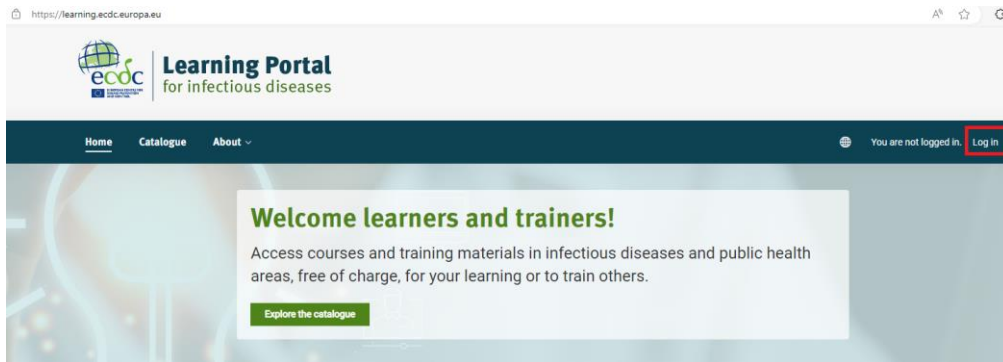 https://learning.ecdc.europa.eu
ecdc
Learning Portal
for infectious diseases
Home Catalogue About
You are not logged in. Log in
Welcome learners and trainers!
Access courses and training materials in infectious diseases and public health
areas, free of charge, for your learning or to train others.
Explore the catalogue